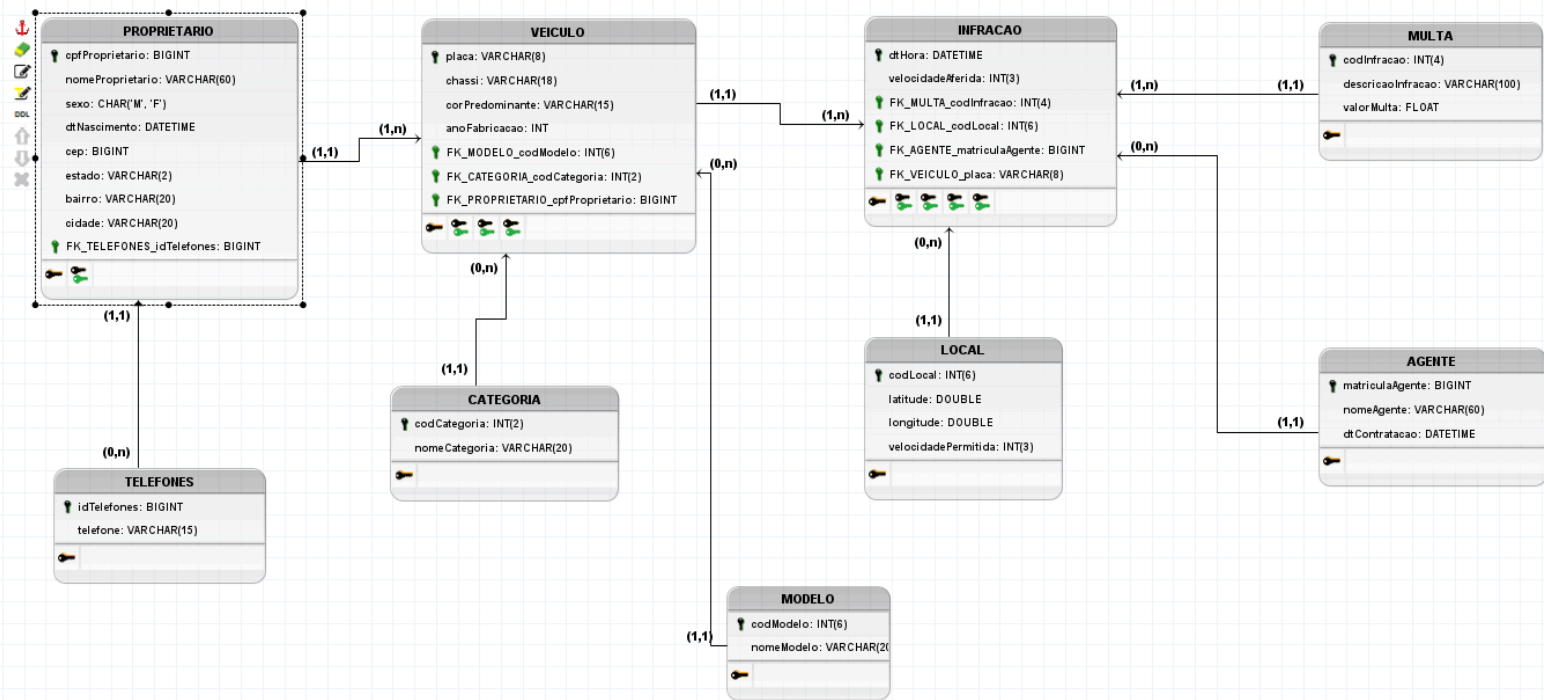 PROPRIETARIO
cpfProprietario: BIGINT
nomeProprietario: VARCHAR(60)
sexo: CHAR('M', 'F')
dtNascimento: DATETIME
cep: BIGINT
estado: VARCHAR(2)
bairro: VARCHAR(20)
cidade: VARCHAR(20)
FK_TELEFONES_idTelefones: BIGINT
DDL
(1,1)
(1,n)
(1,1)
(0,n)
TELEFONES
idTelefones: BIGINT
telefone: VARCHAR(15)
VEICULO
placa: VARCHAR(8)
chassi: VARCHAR(18)
corPredominante: VARCHAR(15)
anoFabricacao: INT
FK_MODELO_codModelo: INT(6)
FK_CATEGORIA_codCategoria: INT(2)
FK_PROPRIETARIO_cpfProprietario: BIGINT
(1,1)
(1,n)
(0,n)
(0,n)
(1,1)
CATEGORIA
codCategoria: INT(2)
nomeCategoria: VARCHAR(20)
(1,1)
MODELO
codModelo: INT(6)
nomeModelo: VARCHAR(20
INFRACAO
dtHora: DATETIME
velocidadeAferida: INT(3)
FK_MULTA_codInfracao: INT(4)
FK_LOCAL_codLocal: INT(6)
FK_AGENTE_matriculaAgente: BIGINT
FK_VEICULO_placa: VARCHAR(8)
(0,n)
(1,1)
LOCAL
codLocal: INT(6)
latitude: DOUBLE
longitude: DOUBLE
velocidadePermitida: INT(3)
(1,n)
(1,1)
MULTA
codInfracao: INT(4)
descricaoInfracao: VARCHAR(100)
valorMulta: FLOAT
(0,n)
(1,1)
AGENTE
matriculaAgente: BIGINT
nomeAgente: VARCHAR(60)
dtContratacao: DATETIME